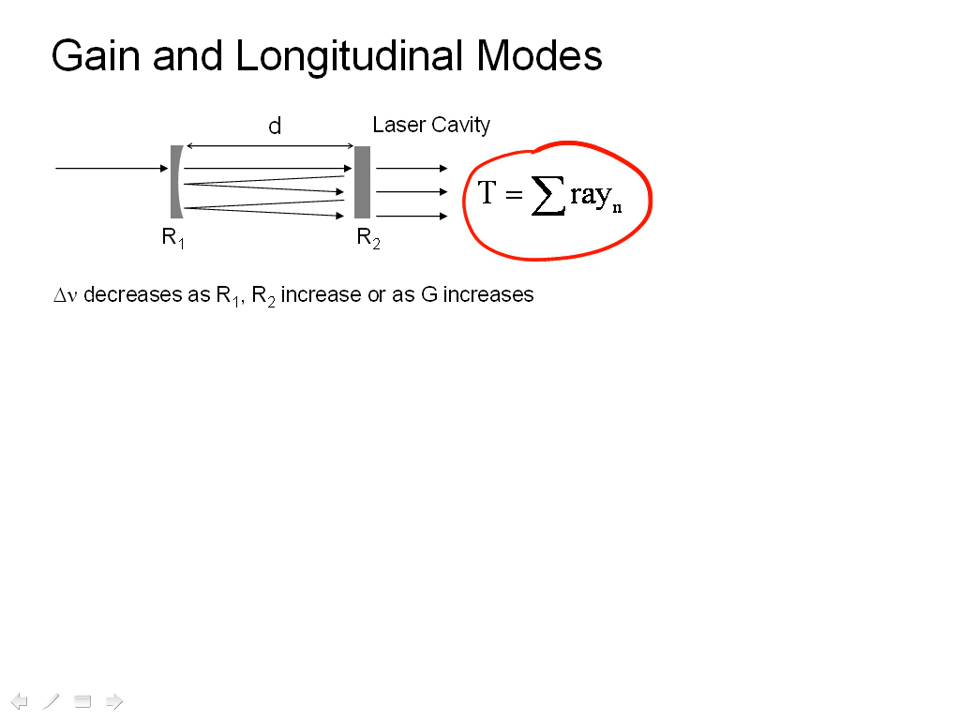 Gain and Longitudinal Modes
d
Laser Cavity
T = ∑ rayₙ
R₁
R₂
Δν decreases as R₁, R₂ increase or as G increases